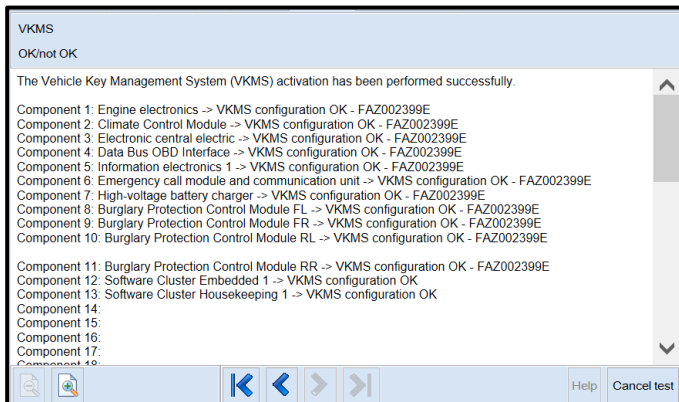 VKMS
OK/not OK
The Vehicle Key Management System (VKMS) activation has been performed successfully.
Component 1: Engine electronics -> VKMS configuration OK - FAZ002399E
Component 2: Climate Control Module -> VKMS configuration OK - FAZ002399E
Component 3: Electronic central electric -> VKMS configuration OK - FAZ002399E
Component 4: Data Bus OBD Interface -> VKMS configuration OK - FAZ002399E
Component 5: Information electronics 1 -> VKMS configuration OK - FAZ002399E
Component 6: Emergency call module and communication unit -> VKMS configuration OK - FAZ002399E
Component 7: High-voltage battery charger -> VKMS configuration OK - FAZ002399E
Component 8: Burglary Protection Control Module FL -> VKMS configuration OK - FAZ002399E
Component 9: Burglary Protection Control Module FR -> VKMS configuration OK - FAZ002399E
Component 10: Burglary Protection Control Module RL -> VKMS configuration OK - FAZ002399E
Component 11: Burglary Protection Control Module RR -> VKMS configuration OK - FAZ002399E
Component 12: Software Cluster Embedded 1 -> VKMS configuration OK
Component 13: Software Cluster Housekeeping 1 -> VKMS configuration OK
Component 14:
Component 15:
Component 16:
Component 17:
Component 18:
Help Cancel test